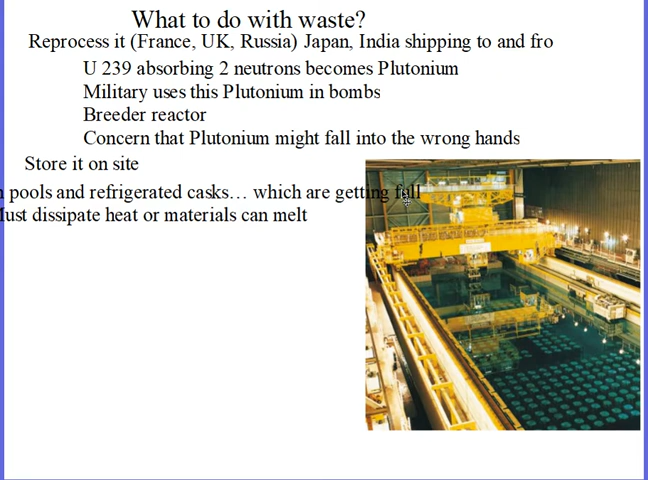 What to do with waste?
Reprocess it (France, UK, Russia) Japan, India shipping to and fro
U 239 absorbing 2 neutrons becomes Plutonium
Military uses this Plutonium in bombs
Breeder reactor
Concern that Plutonium might fall into the wrong hands
Store it on site
pools and refrigerated casks… which are getting full
ust dissipate heat or materials can melt